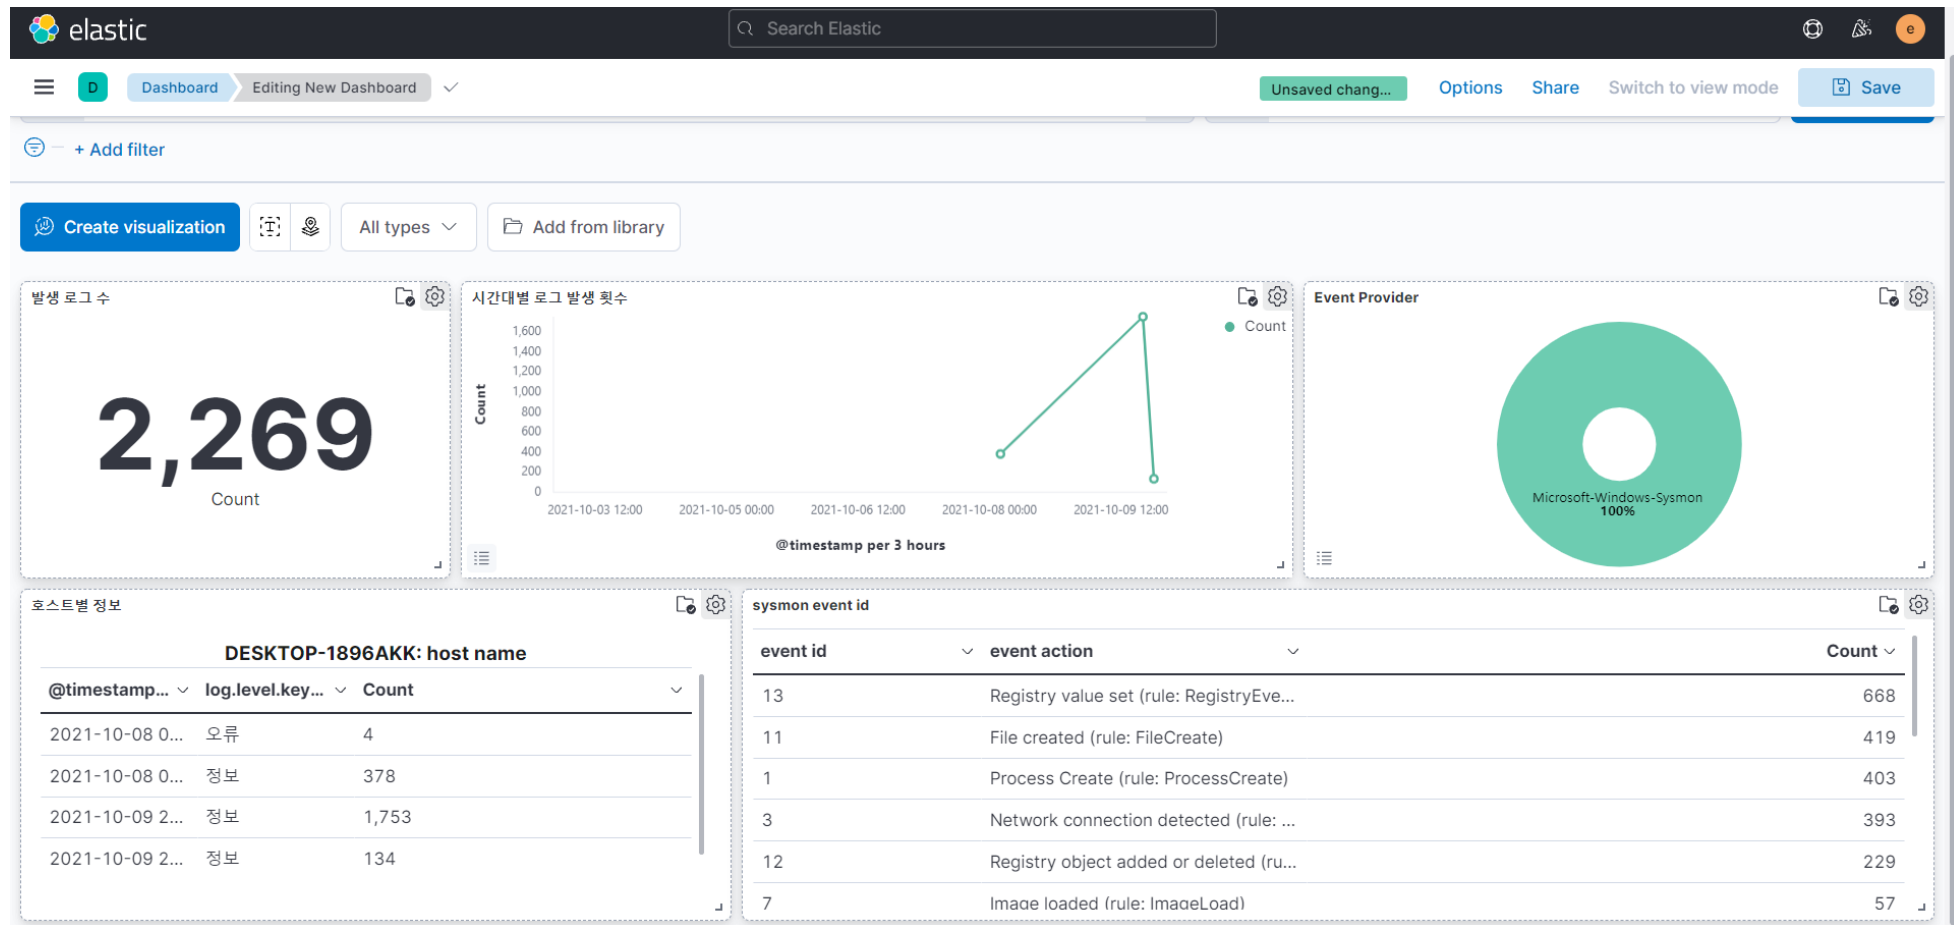 elastic
Search Elastic
e
D
Dashboard
Editing New Dashboard
Unsaved chang...
Options
Share
Switch to view mode
Save
+ Add filter
Create visualization
All types
Add from library
발생 로그 수
2,269
Count
시간대별 로그 발생 횟수
Count
1,600
1,400
1,200
1,000
800
600
400
200
0
Count
2021-10-03 12:00
2021-10-05 00:00
2021-10-06 12:00
2021-10-08 00:00
2021-10-09 12:00
@timestamp per 3 hours
Event Provider
Microsoft-Windows-Sysmon
100%
호스트별 정보
DESKTOP-1896AKK: host name
@timestamp... log.level.key... Count
2021-10-08 0... 오류 4
2021-10-08 0... 정보 378
2021-10-09 2... 정보 1,753
2021-10-09 2... 정보 134
sysmon event id
event id event action Count
13 Registry value set (rule: RegistryEve... 668
11 File created (rule: FileCreate) 419
1 Process Create (rule: ProcessCreate) 403
3 Network connection detected (rule: ... 393
12 Registry object added or deleted (ru... 229
7 Image loaded (rule: ImageLoad) 57